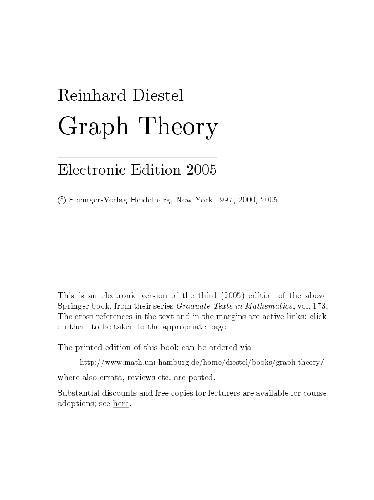 Reinhard Diestel
Graph Theory
Electronic Edition 2005
© Springer-Verlag Heidelberg, New York 1997, 2000, 2005
This is an electronic version of the third (2005) edition of the above
Springer book, from their series Graduate Texts in Mathematics, vol. 173.
The cross-references in the text and in the margins are active links: click
on them to be taken to the appropriate page.
The printed edition of this book can be ordered via
http://www.math.uni-hamburg.de/home/diestel/books/graph.theory/
where also errata, reviews etc. are posted.
Substantial discounts and free copies for lecturers are available for course
adoptions; see here.